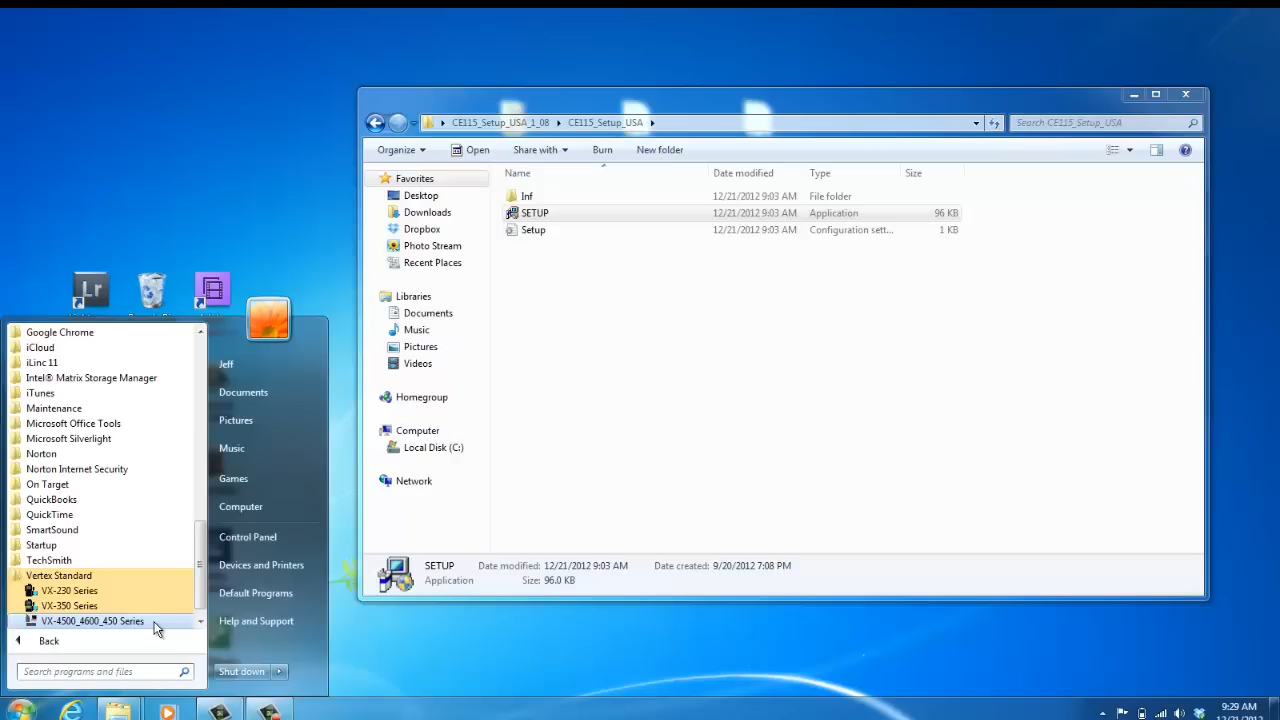 CE115_Setup_USA_1_08 CE115_Setup_USA
Search CE115_Setup_USA
Organize Open Share with Burn New folder
Name Date modified Type Size
Favorites
Desktop
Downloads
Dropbox
Photo Stream
Recent Places
Libraries
Documents
Music
Pictures
Videos
Homegroup
Computer
Local Disk (C:)
Network
Inf 12/21/2012 9:03 AM File folder
SETUP 12/21/2012 9:03 AM Application 96 KB
Setup 12/21/2012 9:03 AM Configuration sett... 1 KB
SETUP Date modified: 12/21/2012 9:03 AM Date created: 9/20/2012 7:08 PM
Application Size: 96.0 KB
Lr
Google Chrome
iCloud
iLinc 11
Intel® Matrix Storage Manager
iTunes
Maintenance
Microsoft Office Tools
Microsoft Silverlight
Norton
Norton Internet Security
On Target
QuickBooks
QuickTime
SmartSound
Startup
TechSmith
Vertex Standard
VX-230 Series
VX-350 Series
VX-4500_4600_450 Series
Back
Search programs and files
Jeff
Documents
Pictures
Music
Games
Computer
Control Panel
Devices and Printers
Default Programs
Help and Support
Shut down
9:29 AM
12/21/2012